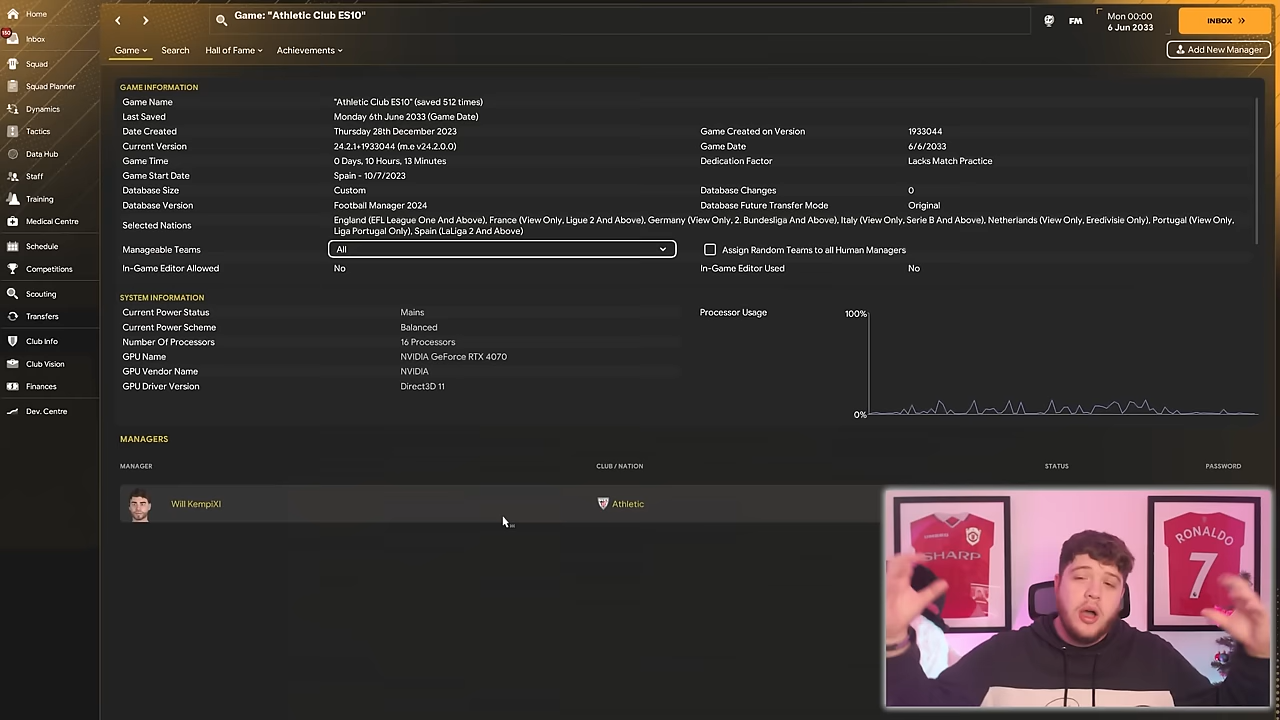 Home
Game: "Athletic Club ES10"
Mon 00:00
6 Jun 2033
FM
INBOX
150
Inbox
Game
Search
Hall of Fame
Achievements
Add New Manager
Squad
Squad Planner
Dynamics
Tactics
Data Hub
Staff
Training
Medical Centre
Schedule
Competitions
Scouting
Transfers
Club Info
Club Vision
Finances
Dev. Centre
GAME INFORMATION
Game Name "Athletic Club ES10" (saved 512 times)
Last Saved Monday 6th June 2033 (Game Date)
Date Created Thursday 28th December 2023 Game Created on Version 1933044
Current Version 24.2.1+1933044 (m.e v24.2.0.0) Game Date 6/6/2033
Game Time 0 Days, 10 Hours, 13 Minutes Dedication Factor Lacks Match Practice
Game Start Date Spain - 10/7/2023
Database Size Custom Database Changes 0
Database Version Football Manager 2024 Database Future Transfer Mode Original
Selected Nations England (EFL League One And Above), France (View Only, Ligue 2 And Above), Germany (View Only, 2. Bundesliga And Above), Italy (View Only, Serie B And Above), Netherlands (View Only, Eredivisie Only), Portugal (View Only,
Liga Portugal Only), Spain (LaLiga 2 And Above)
Manageable Teams All Assign Random Teams to all Human Managers
In-Game Editor Allowed No In-Game Editor Used No
SYSTEM INFORMATION
Current Power Status Mains Processor Usage 100%
Current Power Scheme Balanced
Number Of Processors 16 Processors
GPU Name NVIDIA GeForce RTX 4070
GPU Vendor Name NVIDIA
GPU Driver Version Direct3D 11
0%
MANAGERS
MANAGER CLUB / NATION STATUS PASSWORD
Will KempiXI Athletic
SHARP
RONALDO
7